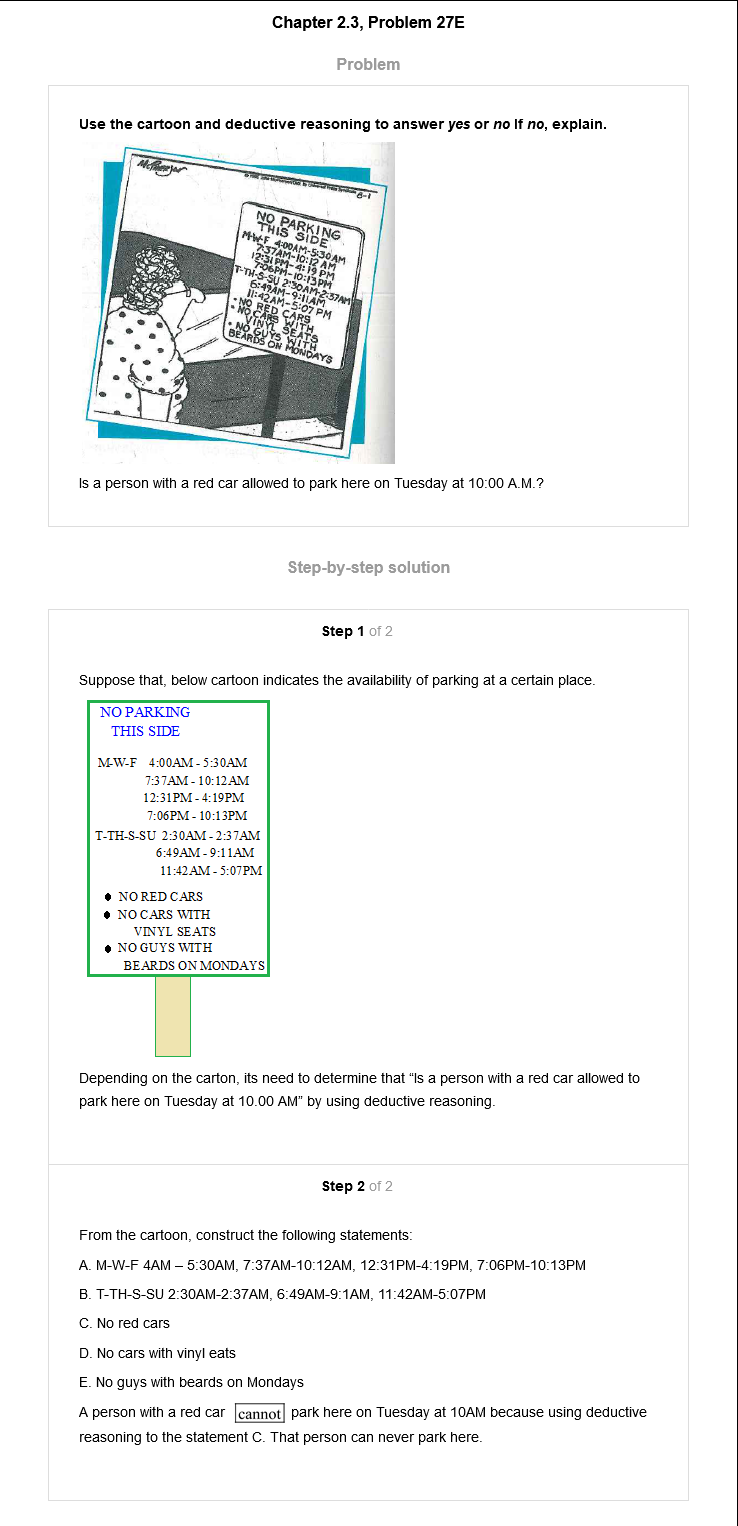 Chapter 2.3, Problem 27E
Problem
Use the cartoon and deductive reasoning to answer yes or no If no, explain.
8-1
NO PARKING
THIS SIDE
M-W-F 4:00AM-5:30AM
7:37AM-10:12AM
12:31PM-4:19PM
7:06PM-10:13PM
T-TH-S-SU 2:30AM-2:37AM
6:49AM-9:11AM
11:42AM-5:07PM
• NO RED CARS
• NO CARS WITH
VINYL SEATS
• NO GUYS WITH
BEARDS ON MONDAYS
Is a person with a red car allowed to park here on Tuesday at 10:00 A.M.?
Step-by-step solution
Step 1 of 2
Suppose that, below cartoon indicates the availability of parking at a certain place.
NO PARKING
THIS SIDE
M-W-F 4:00AM - 5:30AM
7:37AM - 10:12AM
12:31PM - 4:19PM
7:06PM - 10:13PM
T-TH-S-SU 2:30AM - 2:37AM
6:49AM - 9:11AM
11:42AM - 5:07PM
● NO RED CARS
● NO CARS WITH
VINYL SEATS
● NO GUYS WITH
BEARDS ON MONDAYS
Depending on the carton, its need to determine that “Is a person with a red car allowed to
park here on Tuesday at 10.00 AM” by using deductive reasoning.
Step 2 of 2
From the cartoon, construct the following statements:
A. M-W-F 4AM – 5:30AM, 7:37AM-10:12AM, 12:31PM-4:19PM, 7:06PM-10:13PM
B. T-TH-S-SU 2:30AM-2:37AM, 6:49AM-9:1AM, 11:42AM-5:07PM
C. No red cars
D. No cars with vinyl eats
E. No guys with beards on Mondays
A person with a red car cannot park here on Tuesday at 10AM because using deductive
reasoning to the statement C. That person can never park here.